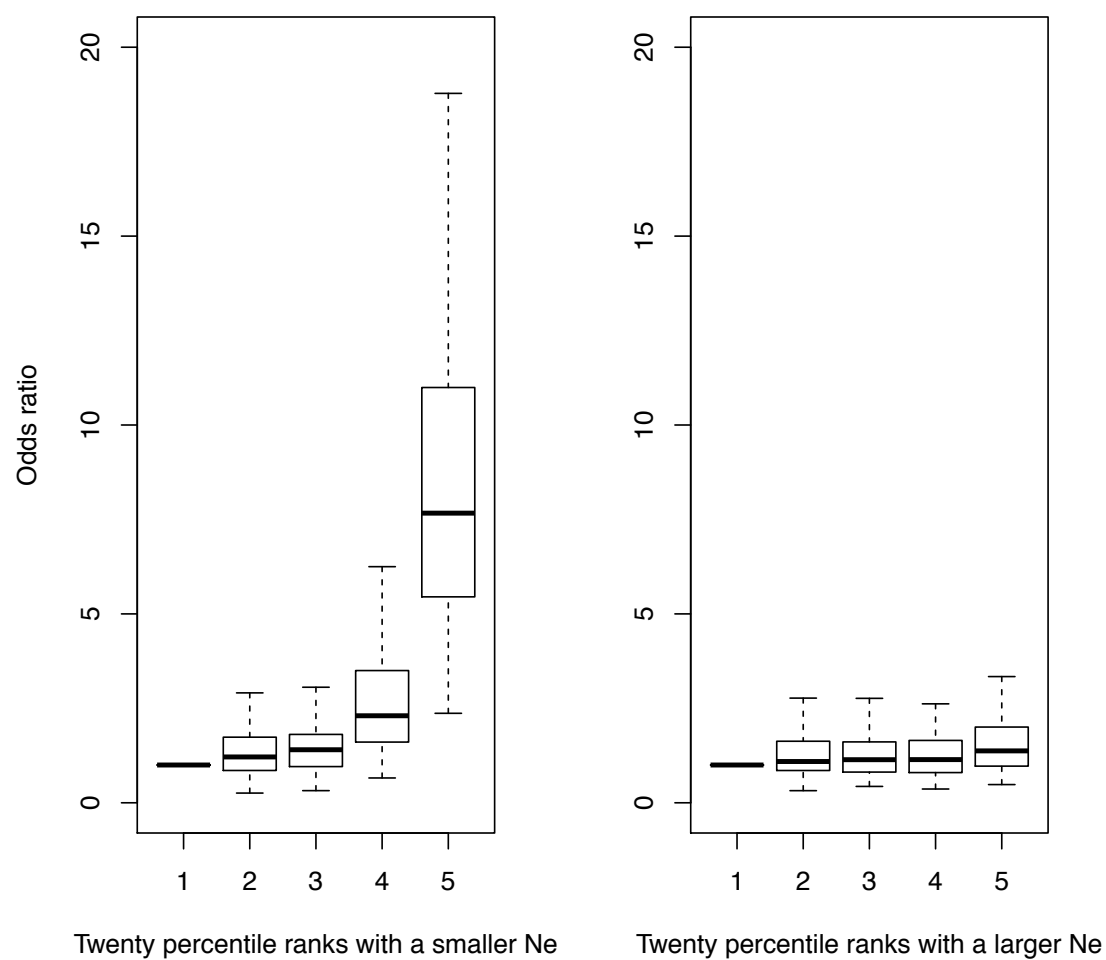 Odds ratio
20
15
10
5
0
1 2 3 4 5
Twenty percentile ranks with a smaller Ne
20
15
10
5
0
1 2 3 4 5
Twenty percentile ranks with a larger Ne